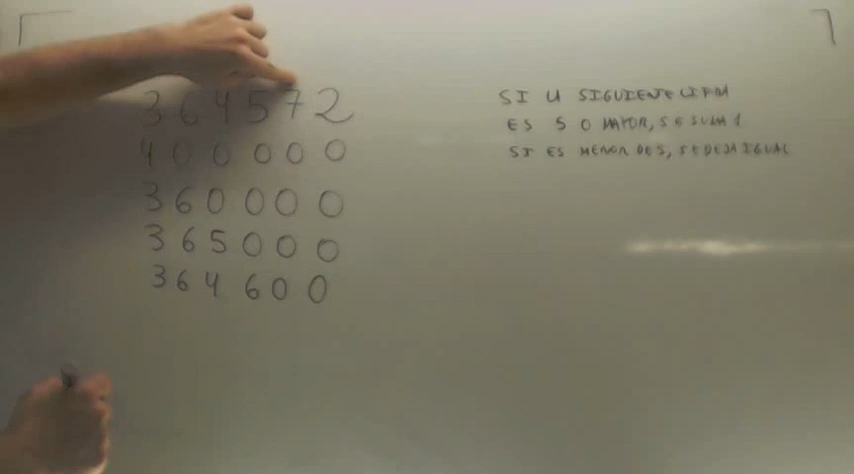 364572
400000
360000
365000
364600
SI LA SIGUIENTE CIFRA
ES 5 O MAYOR, SE SUMA 1
SI ES MENOR DE 5, SE DEJA IGUAL